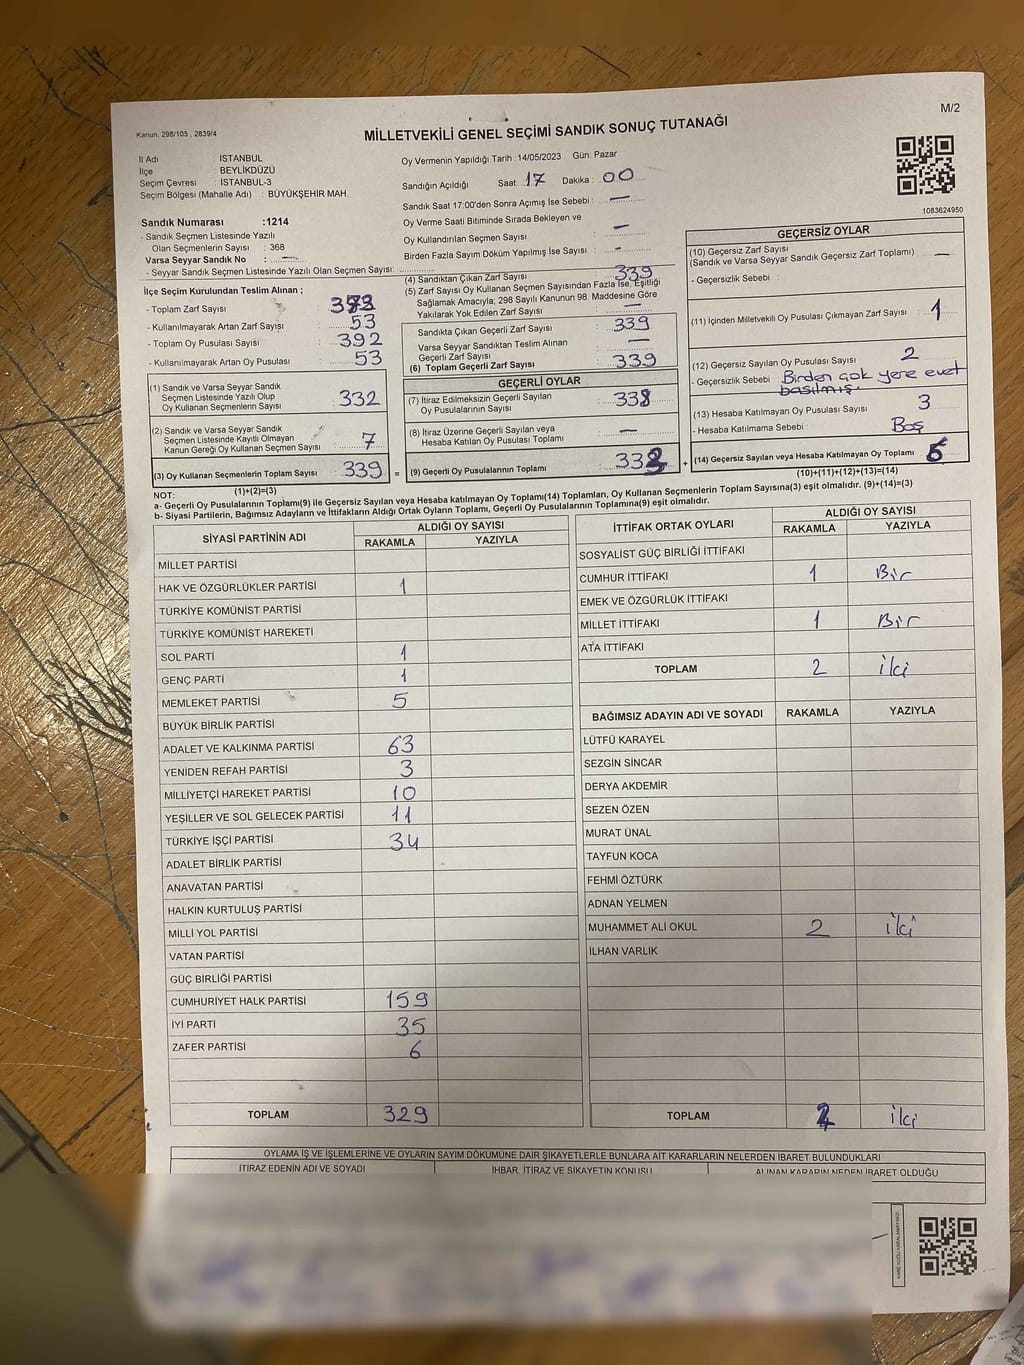 M/2
Kanun: 298/105 , 2839/4
MİLLETVEKİLİ GENEL SEÇİMİ SANDIK SONUÇ TUTANAĞI
İl Adı : İSTANBUL
İlçe : BEYLİKDÜZÜ
Seçim Çevresi : İSTANBUL-3
Seçim Bölgesi (Mahalle Adı) : BÜYÜKŞEHİR MAH.
Sandık Numarası :1214
- Sandık Seçmen Listesinde Yazılı
Olan Seçmenlerin Sayısı : 368
Varsa Seyyar Sandık No : —
- Seyyar Sandık Seçmen Listesinde Yazılı Olan Seçmen Sayısı:
Oy Vermenin Yapıldığı Tarih :14/05/2023 Gün: Pazar
Sandığın Açıldığı Saat: 17 Dakika: 00
Sandık Saat 17:00'den Sonra Açımış İse Sebebi : —
Oy Verme Saati Bitiminde Sırada Bekleyen ve
Oy Kullandırılan Seçmen Sayısı : —
Birden Fazla Sayım Döküm Yapılmış İse Sayısı : -
1083624950
İlçe Seçim Kurulundan Teslim Alınan ;
- Toplam Zarf Sayısı :
- Kullanılmayarak Artan Zarf Sayısı : 53
- Toplam Oy Pusulası Sayısı : 392
- Kullanılmayarak Artan Oy Pusulası : 53
(1) Sandık ve Varsa Seyyar Sandık
Seçmen Listesinde Yazılı Olup
Oy Kullanan Seçmenlerin Sayısı : 332
(2) Sandık ve Varsa Seyyar Sandık
Seçmen Listesinde Kayıtlı Olmayan
Kanun Gereği Oy Kullanan Seçmen Sayısı : 7
(3) Oy Kullanan Seçmenlerin Toplam Sayısı : 339
(1)+(2)=(3)
(4) Sandıktan Çıkan Zarf Sayısı : 339
(5) Zarf Sayısı Oy Kullanan Seçmen Sayısından Fazla İse, Eşitliği
Sağlamak Amacıyla, 298 Sayılı Kanunun 98. Maddesine Göre
Yakılarak Yok Edilen Zarf Sayısı : —
Sandıkta Çıkan Geçerli Zarf Sayısı : 339
Varsa Seyyar Sandıktan Teslim Alınan
Geçerli Zarf Sayısı : —
(6) Toplam Geçerli Zarf Sayısı : 339
GEÇERLİ OYLAR
(7) İtiraz Edilmeksizin Geçerli Sayılan
Oy Pusulalarının Sayısı :
(8) İtiraz Üzerine Geçerli Sayılan veya
Hesaba Katılan Oy Pusulası Toplamı : —
= (9) Geçerli Oy Pusulalarının Toplamı :
GEÇERSİZ OYLAR
(10) Geçersiz Zarf Sayısı
(Sandık ve Varsa Seyyar Sandık Geçersiz Zarf Toplamı) : —
- Geçersizlik Sebebi :
(11) İçinden Milletvekili Oy Pusulası Çıkmayan Zarf Sayısı : 1
(12) Geçersiz Sayılan Oy Pusulası Sayısı : 2
- Geçersizlik Sebebi : Birden çok yere evet
basılmış.
(13) Hesaba Katılmayan Oy Pusulası Sayısı : 3
- Hesaba Katılmama Sebebi : Boş
+ (14) Geçersiz Sayılan veya Hesaba Katılmayan Oy Toplamı :
(10)+(11)+(12)+(13)=(14)
NOT:
a- Geçerli Oy Pusulalarının Toplamı(9) ile Geçersiz Sayılan veya Hesaba katılmayan Oy Toplamı(14) Toplamları, Oy Kullanan Seçmenlerin Toplam Sayısına(3) eşit olmalıdır. (9)+(14)=(3)
b- Siyasi Partilerin, Bağımsız Adayların ve İttifakların Aldığı Ortak Oyların Toplamı, Geçerli Oy Pusulalarının Toplamına(9) eşit olmalıdır.
SİYASİ PARTİNİN ADI ALDIĞI OY SAYISI
RAKAMLA YAZIYLA
MİLLET PARTİSİ
HAK VE ÖZGÜRLÜKLER PARTİSİ 1
TÜRKİYE KOMÜNİST PARTİSİ
TÜRKİYE KOMÜNİST HAREKETİ
SOL PARTİ 1
GENÇ PARTİ 1
MEMLEKET PARTİSİ 5
BÜYÜK BİRLİK PARTİSİ
ADALET VE KALKINMA PARTİSİ 63
YENİDEN REFAH PARTİSİ 3
MİLLİYETÇİ HAREKET PARTİSİ 10
YEŞİLLER VE SOL GELECEK PARTİSİ 11
TÜRKİYE İŞÇİ PARTİSİ 34
ADALET BİRLİK PARTİSİ
ANAVATAN PARTİSİ
HALKIN KURTULUŞ PARTİSİ
MİLLİ YOL PARTİSİ
VATAN PARTİSİ
GÜÇ BİRLİĞİ PARTİSİ
CUMHURİYET HALK PARTİSİ 159
İYİ PARTİ 35
ZAFER PARTİSİ 6
TOPLAM 329
İTTİFAK ORTAK OYLARI ALDIĞI OY SAYISI
RAKAMLA YAZIYLA
SOSYALİST GÜÇ BİRLİĞİ İTTİFAKI
CUMHUR İTTİFAKI 1 Bir
EMEK VE ÖZGÜRLÜK İTTİFAKI
MİLLET İTTİFAKI 1 Bir
ATA İTTİFAKI
TOPLAM 2 iki
BAĞIMSIZ ADAYIN ADI VE SOYADI RAKAMLA YAZIYLA
LÜTFÜ KARAYEL
SEZGİN SİNCAR
DERYA AKDEMİR
SEZEN ÖZEN
MURAT ÜNAL
TAYFUN KOCA
FEHMİ ÖZTÜRK
ADNAN YELMEN
MUHAMMET ALİ OKUL 2 iki
İLHAN VARLIK
TOPLAM iki
OYLAMA İŞ VE İŞLEMLERİNE VE OYLARIN SAYIM DÖKÜMÜNE DAİR ŞİKAYETLERLE BUNLARA AİT KARARLARIN NELERDEN İBARET BULUNDUKLARI
İTİRAZ EDENİN ADI VE SOYADI İHBAR, İTİRAZ VE ŞİKAYETİN KONUSU ALINAN KARARIN NEDEN İBARET OLDUĞU